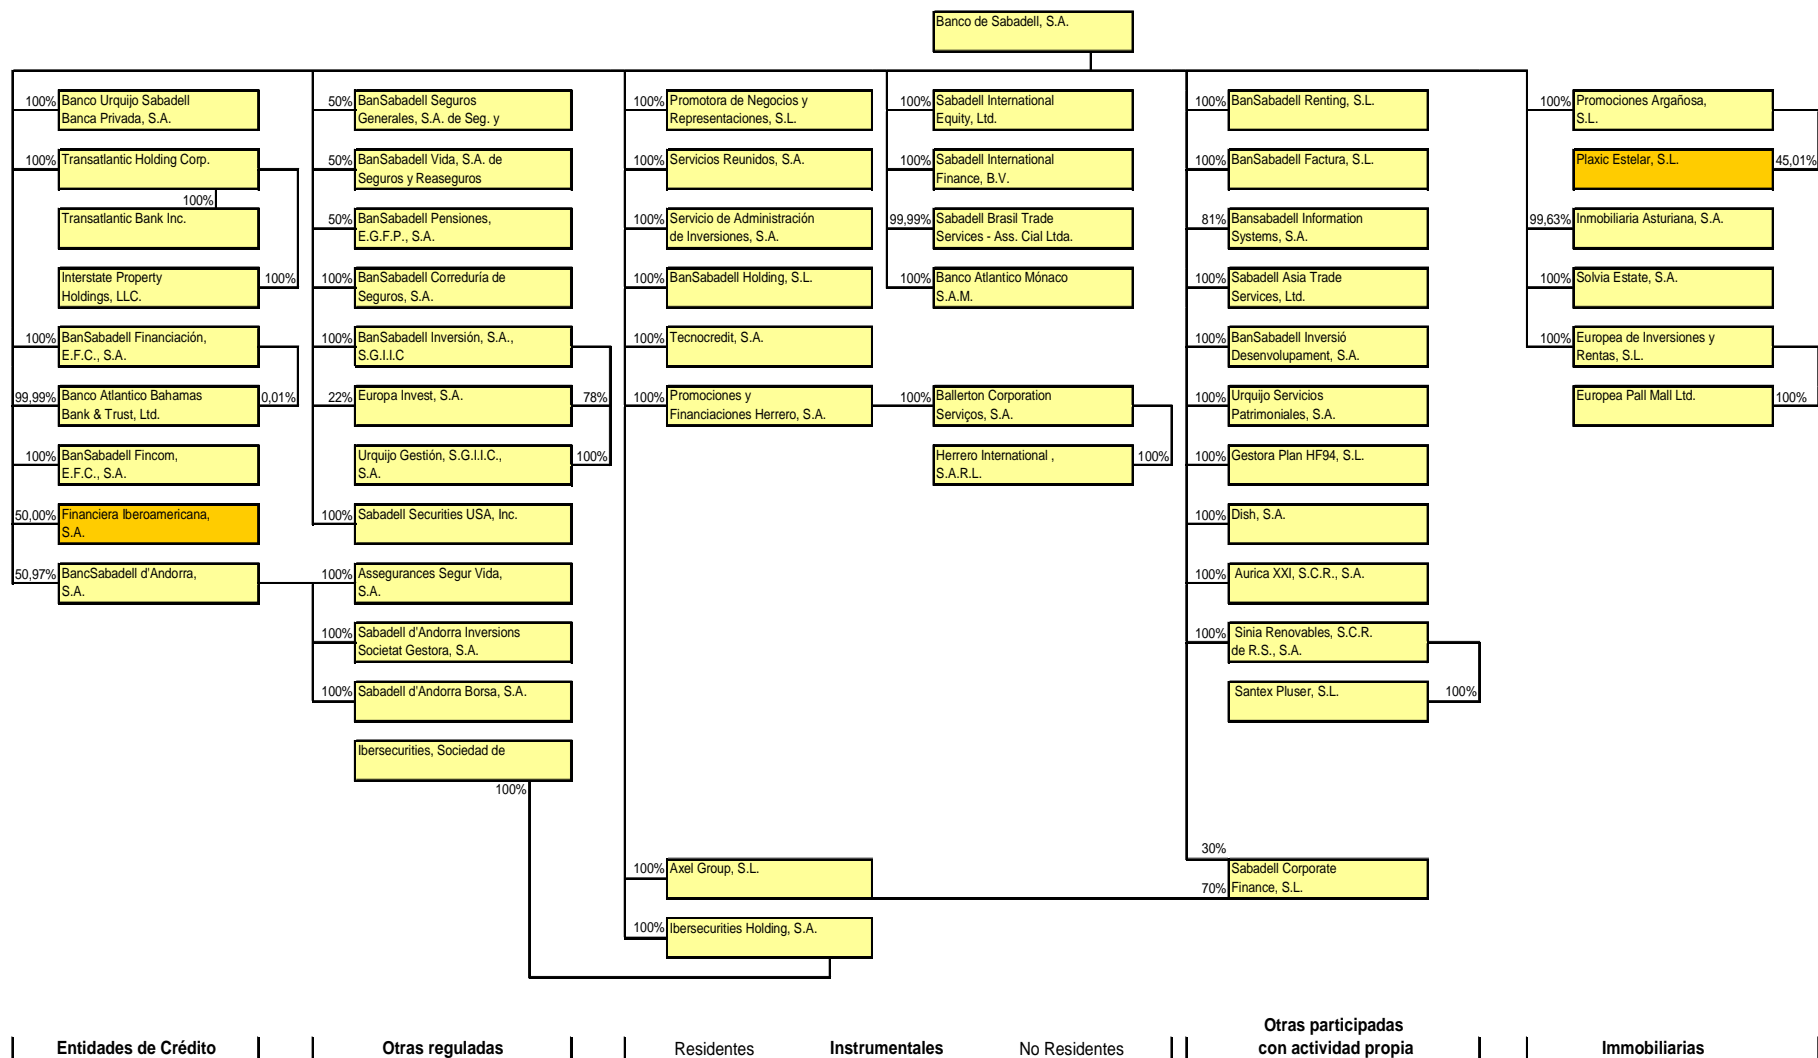 Banco de Sabadell, S.A.
100%
Banco Urquijo Sabadell
Banca Privada, S.A.
100%
Transatlantic Holding Corp.
100%
Transatlantic Bank Inc.
Interstate Property
Holdings, LLC.
100%
100%
BanSabadell Financiación,
E.F.C., S.A.
99,99%
Banco Atlantico Bahamas
Bank & Trust, Ltd.
0,01%
100%
BanSabadell Fincom,
E.F.C., S.A.
50,00%
Financiera Iberoamericana,
S.A.
50,97%
BancSabadell d'Andorra,
S.A.
50%
BanSabadell Seguros
Generales, S.A. de Seg. y
50%
BanSabadell Vida, S.A. de
Seguros y Reaseguros
50%
BanSabadell Pensiones,
E.G.F.P., S.A.
100%
BanSabadell Correduría de
Seguros, S.A.
100%
BanSabadell Inversión, S.A.,
S.G.I.I.C
22%
Europa Invest, S.A.
78%
Urquijo Gestión, S.G.I.I.C.,
S.A.
100%
100%
Sabadell Securities USA, Inc.
100%
Assegurances Segur Vida,
S.A.
100%
Sabadell d'Andorra Inversions
Societat Gestora, S.A.
100%
Sabadell d'Andorra Borsa, S.A.
Ibersecurities, Sociedad de
100%
100%
Promotora de Negocios y
Representaciones, S.L.
100%
Servicios Reunidos, S.A.
100%
Servicio de Administración
de Inversiones, S.A.
100%
BanSabadell Holding, S.L.
100%
Tecnocredit, S.A.
100%
Promociones y
Financiaciones Herrero, S.A.
100%
Axel Group, S.L.
100%
Ibersecurities Holding, S.A.
100%
Sabadell International
Equity, Ltd.
100%
Sabadell International
Finance, B.V.
99,99%
Sabadell Brasil Trade
Services - Ass. Cial Ltda.
100%
Banco Atlantico Mónaco
S.A.M.
100%
Ballerton Corporation
Serviços, S.A.
Herrero International ,
S.A.R.L.
100%
100%
BanSabadell Renting, S.L.
100%
BanSabadell Factura, S.L.
81%
Bansabadell Information
Systems, S.A.
100%
Sabadell Asia Trade
Services, Ltd.
100%
BanSabadell Inversió
Desenvolupament, S.A.
100%
Urquijo Servicios
Patrimoniales, S.A.
100%
Gestora Plan HF94, S.L.
100%
Dish, S.A.
100%
Aurica XXI, S.C.R., S.A.
100%
Sinia Renovables, S.C.R.
de R.S., S.A.
Santex Pluser, S.L.
100%
30%
Sabadell Corporate
70%
Finance, S.L.
100%
Promociones Argañosa,
S.L.
Plaxic Estelar, S.L.
45,01%
99,63%
Inmobiliaria Asturiana, S.A.
100%
Solvia Estate, S.A.
100%
Europea de Inversiones y
Rentas, S.L.
Europea Pall Mall Ltd.
100%
Entidades de Crédito
Otras reguladas
Residentes
Instrumentales
No Residentes
Otras participadas
con actividad propia
Immobiliarias